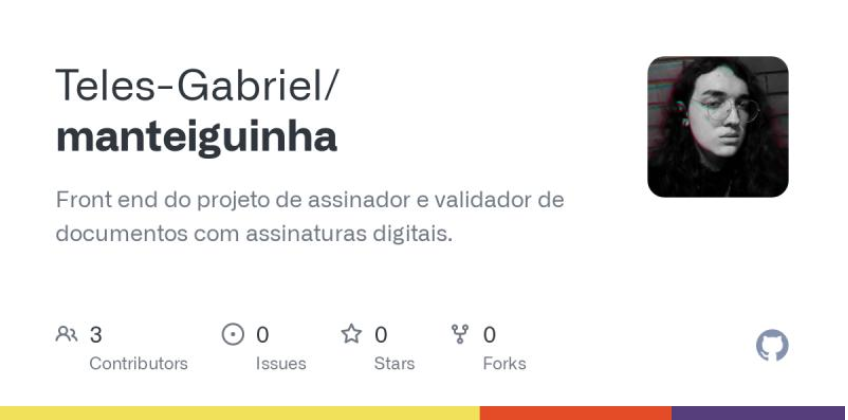 Teles-Gabriel/
manteiguinha
Front end do projeto de assinador e validador de
documentos com assinaturas digitais.
3
Contributors
0
Issues
0
Stars
0
Forks